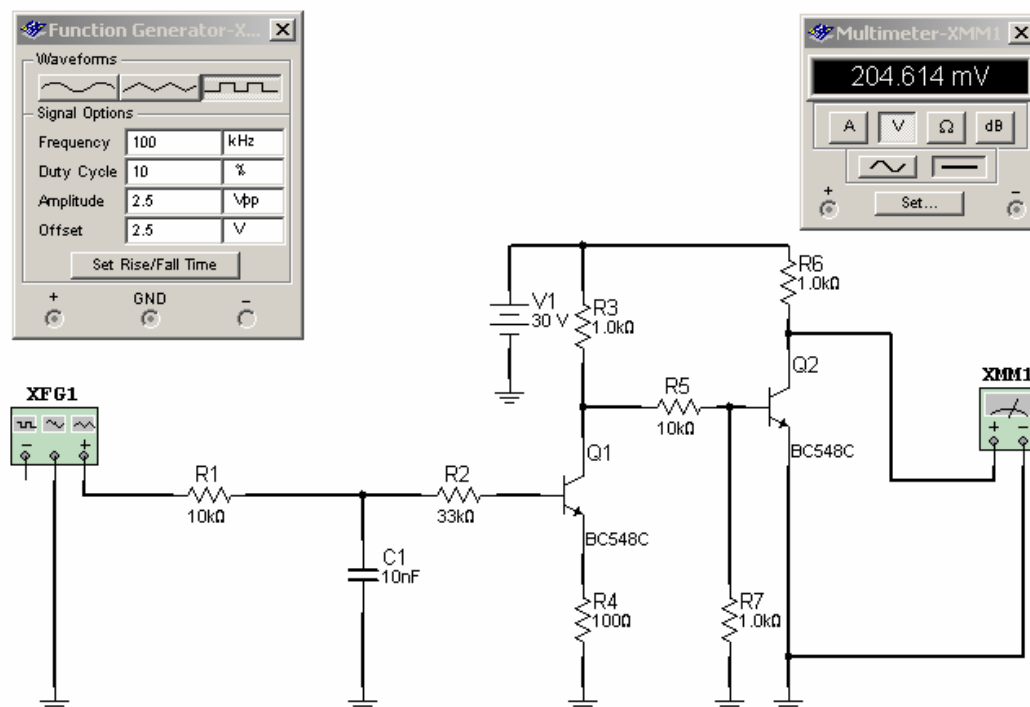 Function Generator-X...
Waveforms
Signal Options
Frequency 100 kHz
Duty Cycle 10 %
Amplitude 2.5 Vpp
Offset 2.5 V
Set Rise/Fall Time
+ GND -
Multimeter-XMM1
204.614 mV
A V Ω dB
+ Set... -
V1
30 V
R3
1.0kΩ
R6
1.0kΩ
Q2
BC548C
XMM1
+ -
XFG1
- +
R1
10kΩ
C1
10nF
R2
33kΩ
Q1
BC548C
R4
100Ω
R5
10kΩ
R7
1.0kΩ